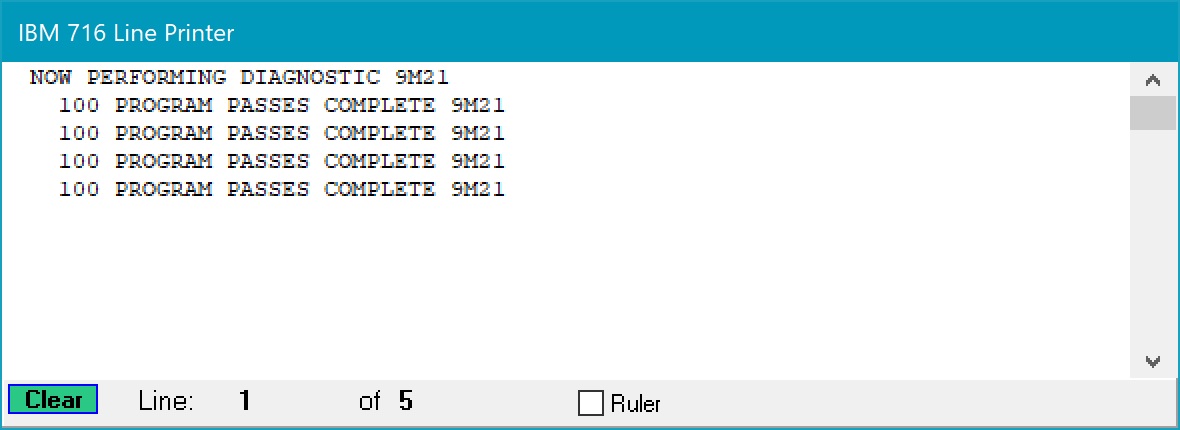 IBM 716 Line Printer
NOW PERFORMING DIAGNOSTIC 9M21
100 PROGRAM PASSES COMPLETE 9M21
100 PROGRAM PASSES COMPLETE 9M21
100 PROGRAM PASSES COMPLETE 9M21
100 PROGRAM PASSES COMPLETE 9M21
Clear Line: 1 of 5 Ruler